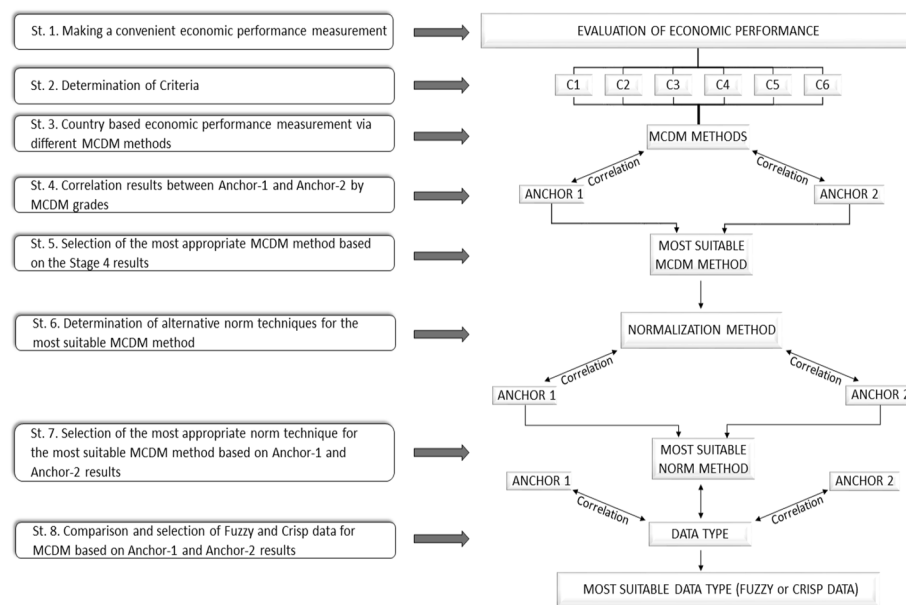 St. 1. Making a convenient economic performance measurement
EVALUATION OF ECONOMIC PERFORMANCE
St. 2. Determination of Criteria
C1 C2 C3 C4 C5 C6
St. 3. Country based economic performance measurement via
different MCDM methods
MCDM METHODS
Correlation
Correlation
St. 4. Correlation results between Anchor-1 and Anchor-2 by
MCDM grades
ANCHOR 1
ANCHOR 2
St. 5. Selection of the most appropriate MCDM method based
on the Stage 4 results
MOST SUITABLE
MCDM METHOD
St. 6. Determination of alternative norm techniques for the
most suitable MCDM method
NORMALIZATION METHOD
Correlation
Correlation
ANCHOR 1
ANCHOR 2
St. 7. Selection of the most appropriate norm technique for
the most suitable MCDM method based on Anchor-1 and
Anchor-2 results
MOST SUITABLE
NORM METHOD
ANCHOR 1
ANCHOR 2
Correlation
Correlation
St. 8. Comparison and selection of Fuzzy and Crisp data for
MCDM based on Anchor-1 and Anchor-2 results
DATA TYPE
MOST SUITABLE DATA TYPE (FUZZY or CRISP DATA)